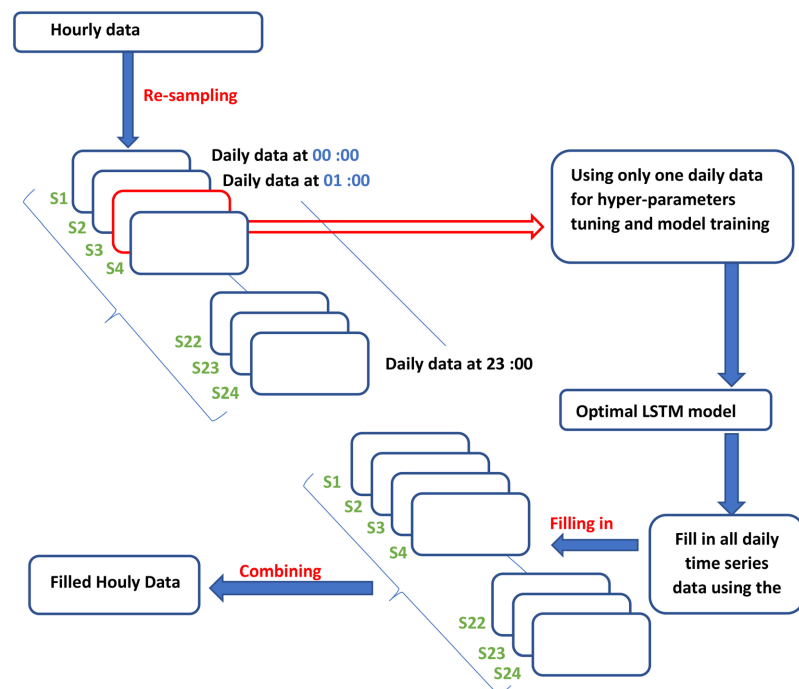 Hourly data
Re-sampling
Daily data at 00 :00
Daily data at 01 :00
S1
S2
S3
S4
Using only one daily data
for hyper-parameters
tuning and model training
S22
S23
S24
Daily data at 23 :00
Optimal LSTM model
S1
S2
S3
S4
Filling in
Fill in all daily
time series
data using the
Combining
Filled Houly Data
S22
S23
S24